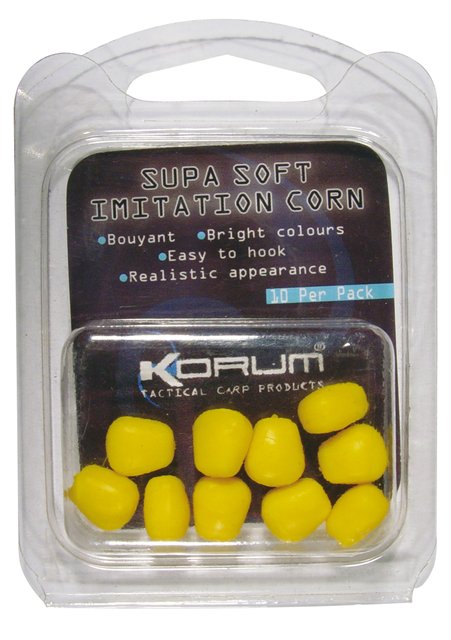 SUPA SOFT
IMITATION CORN
•Bouyant •Bright colours
•Easy to hook
•Realistic appearance
10 Per Pack
KORUM®
TACTICAL CARP PRODUCTS